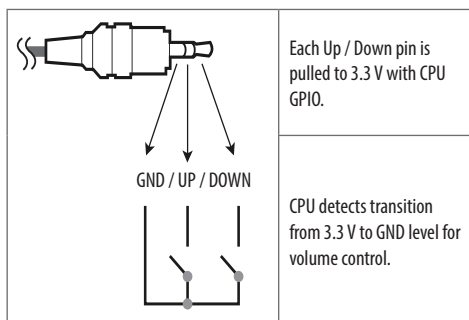 Each Up / Down pin is
pulled to 3.3 V with CPU
GPIO.
GND / UP / DOWN
CPU detects transition
from 3.3 V to GND level for
volume control.